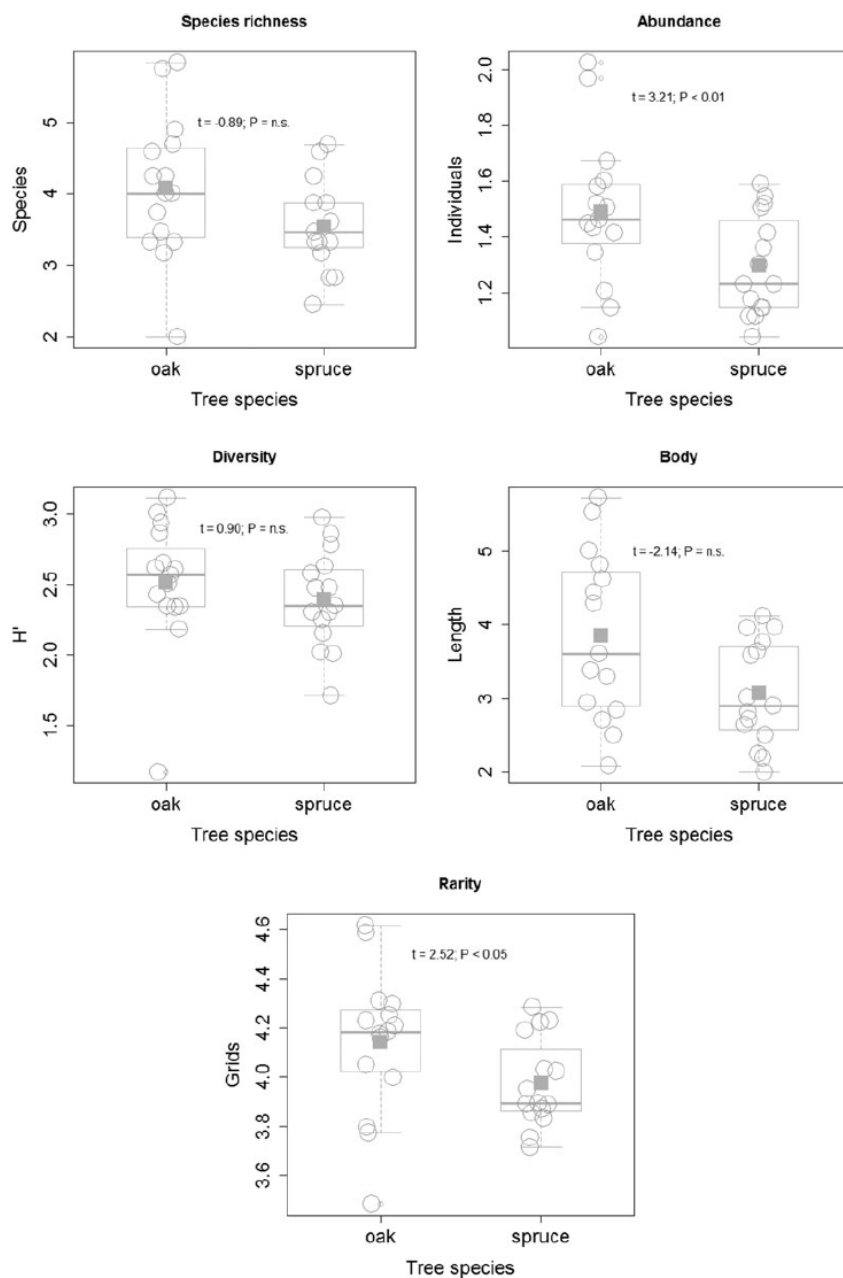 Species richness
Species
5
4
3
2
t = -0.89; P = n.s.
oak spruce
Tree species
Abundance
Individuals
2.0
1.8
1.6
1.4
1.2
t = 3.21; P < 0.01
oak spruce
Tree species
Diversity
H'
3.0
2.5
2.0
1.5
t = 0.90; P = n.s.
oak spruce
Tree species
Body
Length
5
4
3
2
t = -2.14; P = n.s.
oak spruce
Tree species
Rarity
Grids
4.6
4.4
4.2
4.0
3.8
3.6
t = 2.52; P < 0.05
oak spruce
Tree species